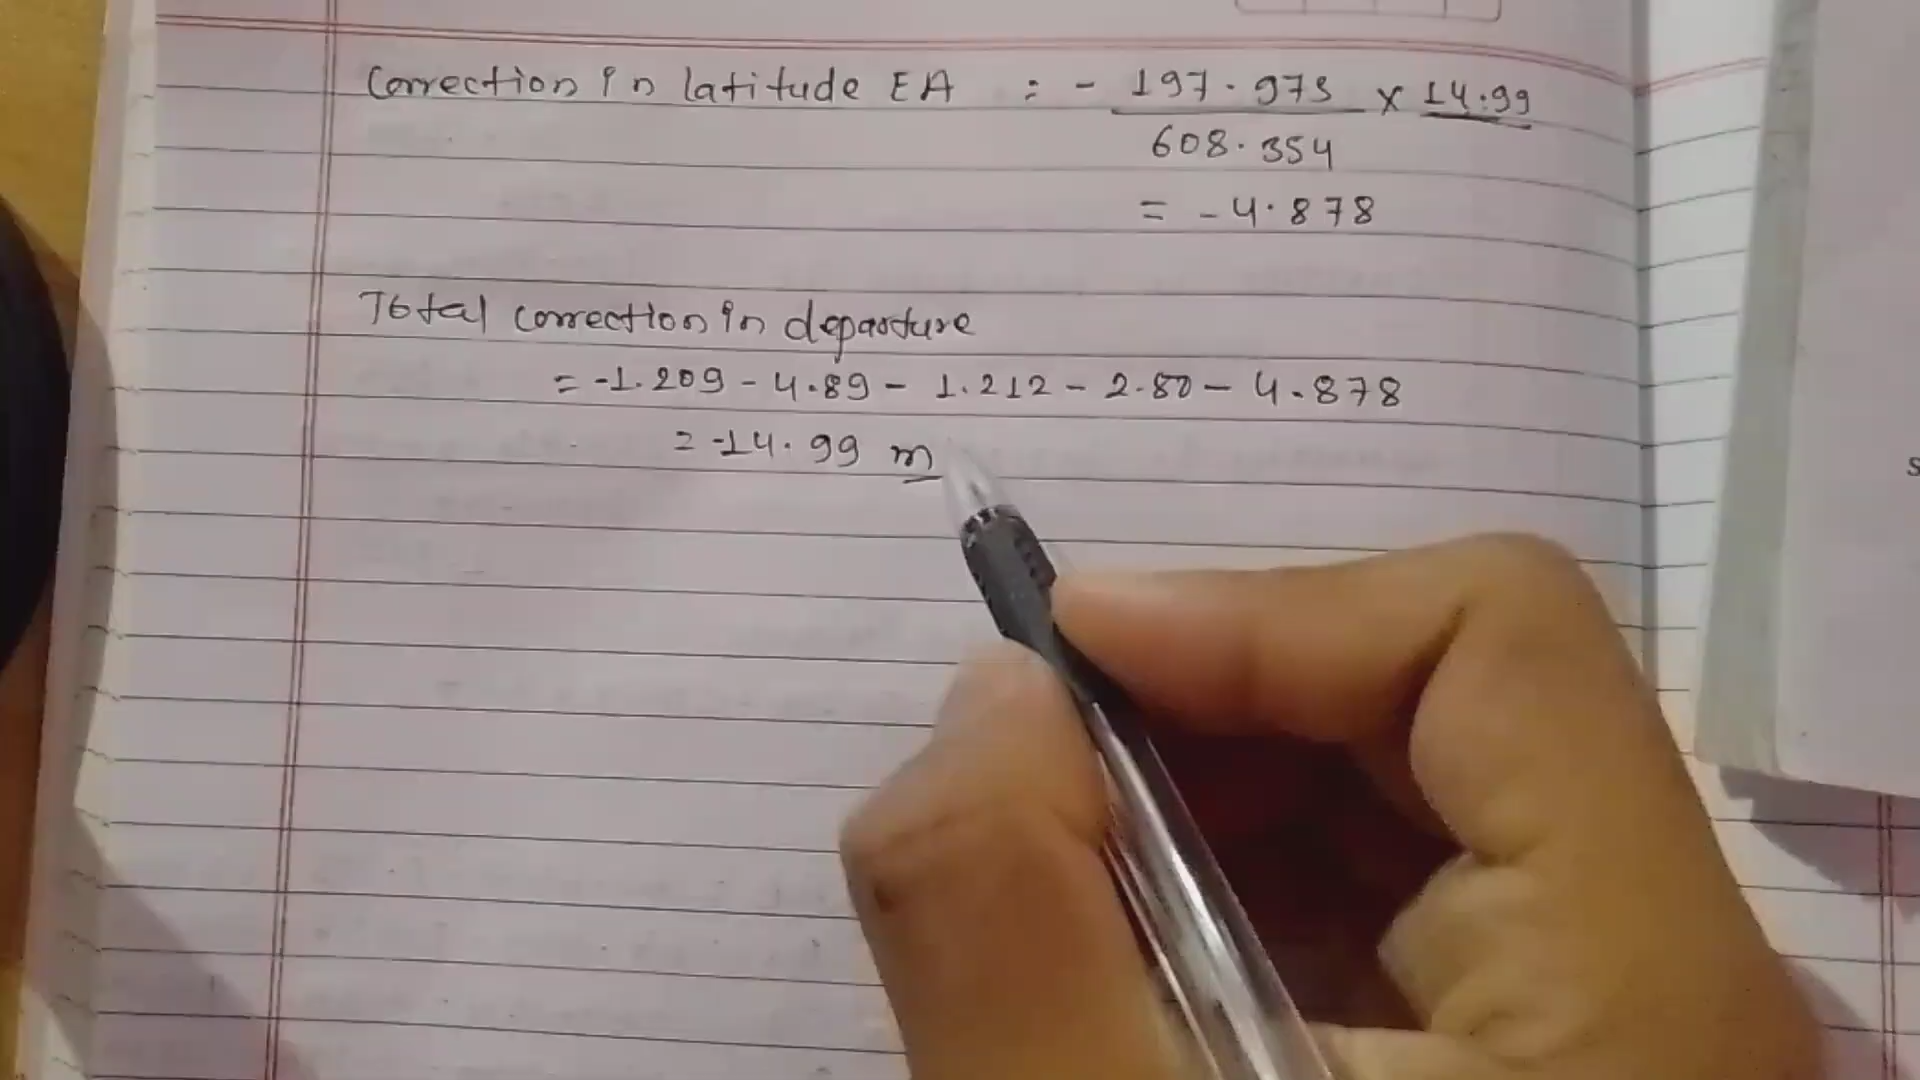 Correction in latitude EA : - 197.973 x 14.99
608.354
= - 4.878
Total correction in departure
= -1.209 - 4.89 - 1.212 - 2.80 - 4.878
= -14.99 m
s